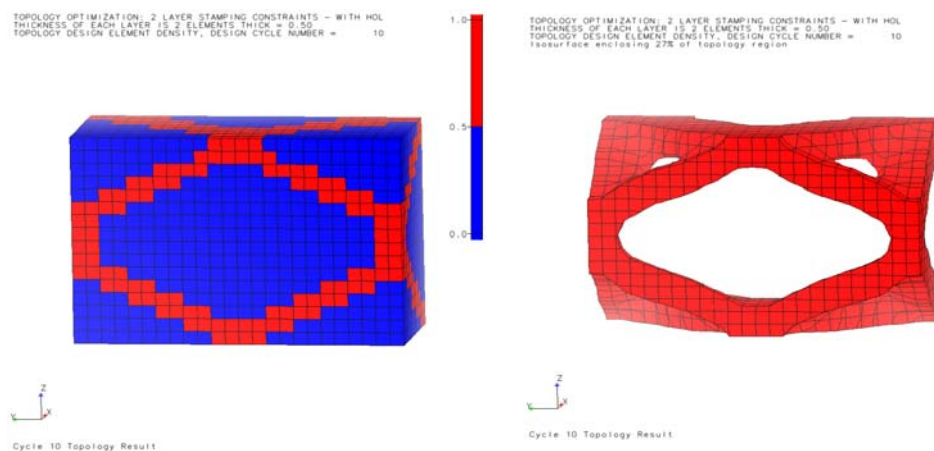 TOPOLOGY OPTIMIZATION: 2 LAYER STAMPING CONSTRAINTS - WITH HOL
THICKNESS OF EACH LAYER IS 2 ELEMENTS THICK = 0.50
TOPOLOGY DESIGN ELEMENT DENSITY, DESIGN CYCLE NUMBER = 10
1.0
0.5
0.0
Z
Y
X
Cycle 10 Topology Result
TOPOLOGY OPTIMIZATION: 2 LAYER STAMPING CONSTRAINTS - WITH HOL
THICKNESS OF EACH LAYER IS 2 ELEMENTS THICK = 0.50
TOPOLOGY DESIGN ELEMENT DENSITY, DESIGN CYCLE NUMBER = 10
Isosurface enclosing 27% of topology region
Z
Y
X
Cycle 10 Topology Result